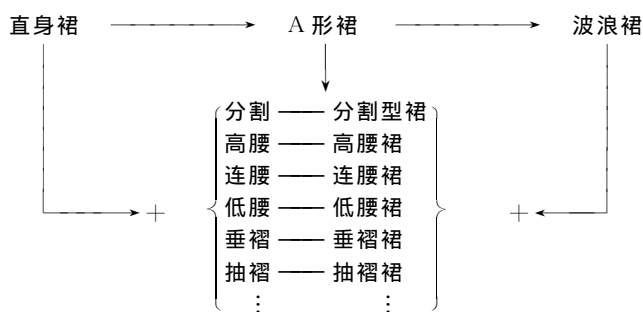 直身裙 A形裙 波浪裙
分割 —— 分割型裙
高腰 —— 高腰裙
连腰 —— 连腰裙
+ 低腰 —— 低腰裙 +
垂褶 —— 垂褶裙
抽褶 —— 抽褶裙
⋮ ⋮